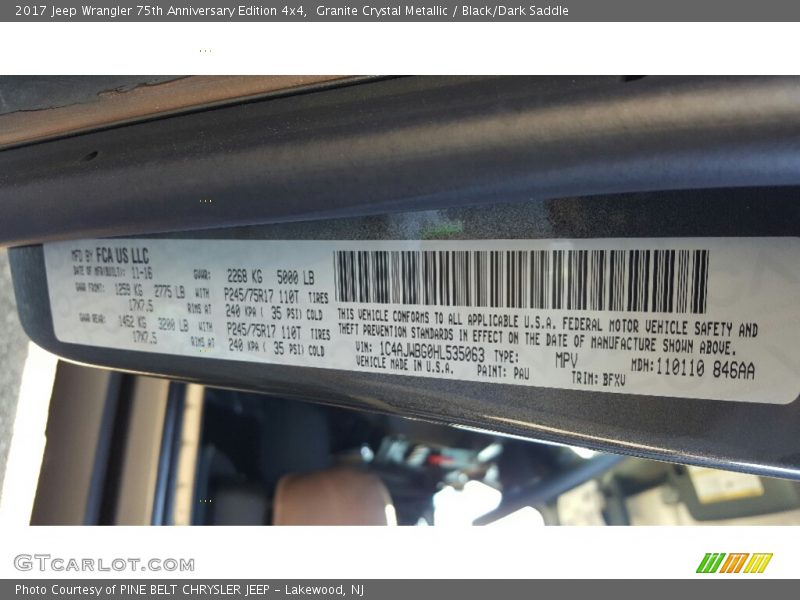 2017 Jeep Wrangler 75th Anniversary Edition 4x4,  Granite Crystal Metallic / Black/Dark Saddle
MFD BY FCA US LLC
DATE OF MFR(BUILT): 11-16 GVWR: 2268 KG 5000 LB
GAWR FRONT: 1259 KG 2775 LB WITH P245/75R17 110T TIRES
17X7.5 RIMS AT 240 KPA ( 35 PSI) COLD
GAWR REAR: 1452 KG 3200 LB WITH P245/75R17 110T TIRES
17X7.5 RIMS AT 240 KPA ( 35 PSI) COLD
THIS VEHICLE CONFORMS TO ALL APPLICABLE U.S.A. FEDERAL MOTOR VEHICLE SAFETY AND
THEFT PREVENTION STANDARDS IN EFFECT ON THE DATE OF MANUFACTURE SHOWN ABOVE.
VIN: 1C4AJWBG0HL535063 TYPE: MPV MDH:110110 846AA
VEHICLE MADE IN U.S.A. PAINT: PAU TRIM: BFXV
GTCarLot.com
Photo Courtesy of PINE BELT CHRYSLER JEEP - Lakewood, NJ